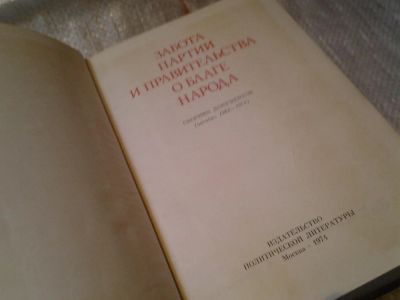 ЗАБОТА
ПАРТИИ
И ПРАВИТЕЛЬСТВА
О БЛАГЕ
НАРОДА
СБОРНИК ДОКУМЕНТОВ
ИЗДАТЕЛЬСТВО
ПОЛИТИЧЕСКОЙ ЛИТЕРАТУРЫ
Москва · 1974